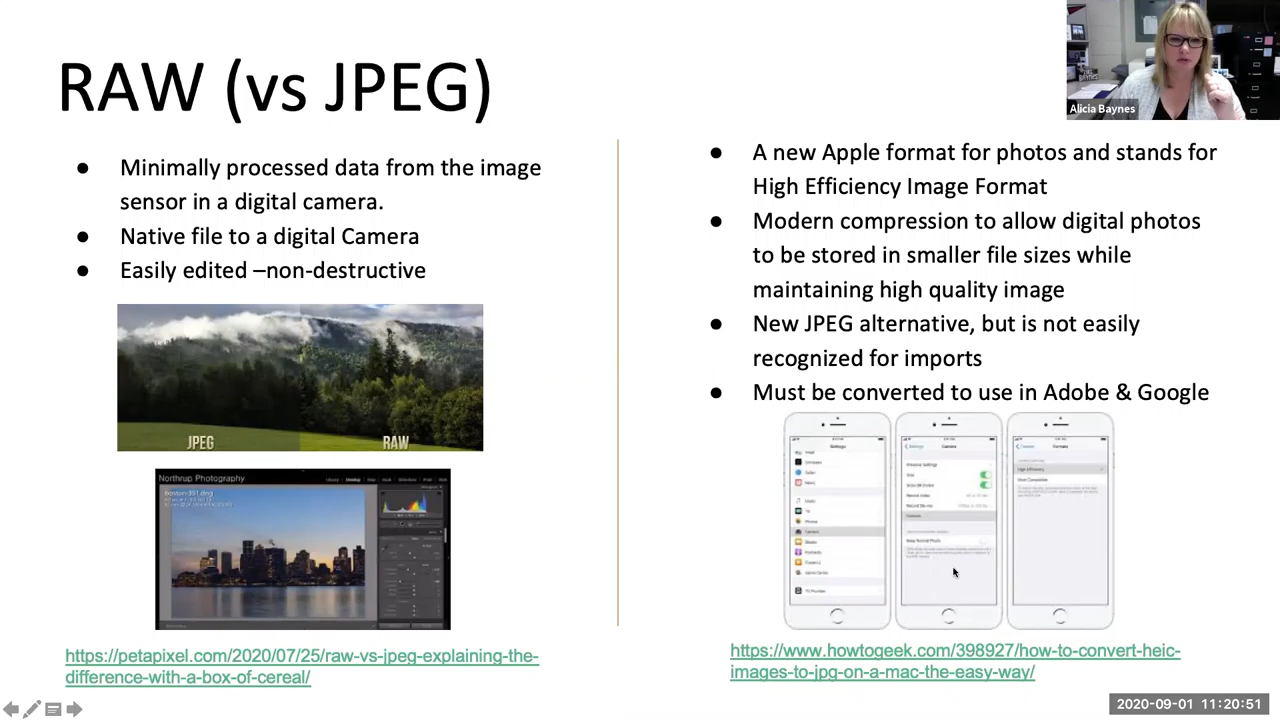 RAW (vs JPEG)
Alicia Baynes
● Minimally processed data from the image
sensor in a digital camera.
● Native file to a digital Camera
● Easily edited –non-destructive
JPEG
RAW
Northrup Photography
https://petapixel.com/2020/07/25/raw-vs-jpeg-explaining-the-
difference-with-a-box-of-cereal/
● A new Apple format for photos and stands for
High Efficiency Image Format
● Modern compression to allow digital photos
to be stored in smaller file sizes while
maintaining high quality image
● New JPEG alternative, but is not easily
recognized for imports
● Must be converted to use in Adobe & Google
Settings
Camera
Formats
High Efficiency
https://www.howtogeek.com/398927/how-to-convert-heic-
images-to-jpg-on-a-mac-the-easy-way/
2020-09-01 11:20:51